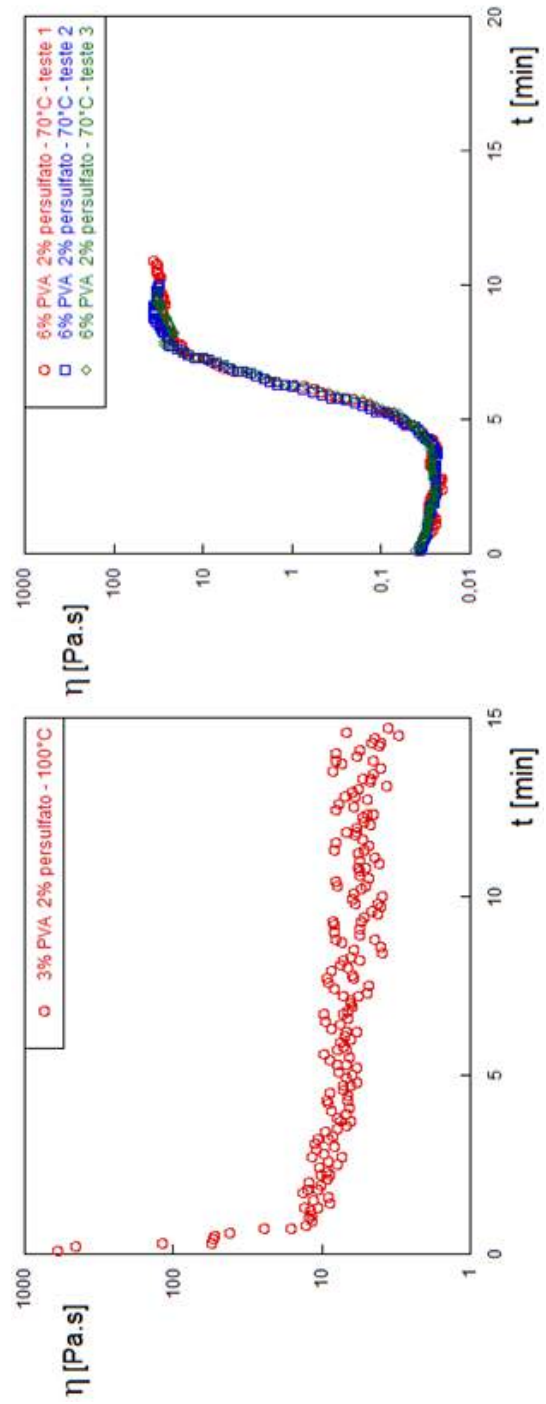 η [Pa.s]
1000
100
10
1
3% PVA 2% persulfato - 100°C
0
5
10
15
t [min]
η [Pa.s]
1000
100
10
1
0.1
0.01
6% PVA 2% persulfato - 70°C - teste 1
6% PVA 2% persulfato - 70°C - teste 2
6% PVA 2% persulfato - 70°C - teste 3
0
5
10
15
20
t [min]